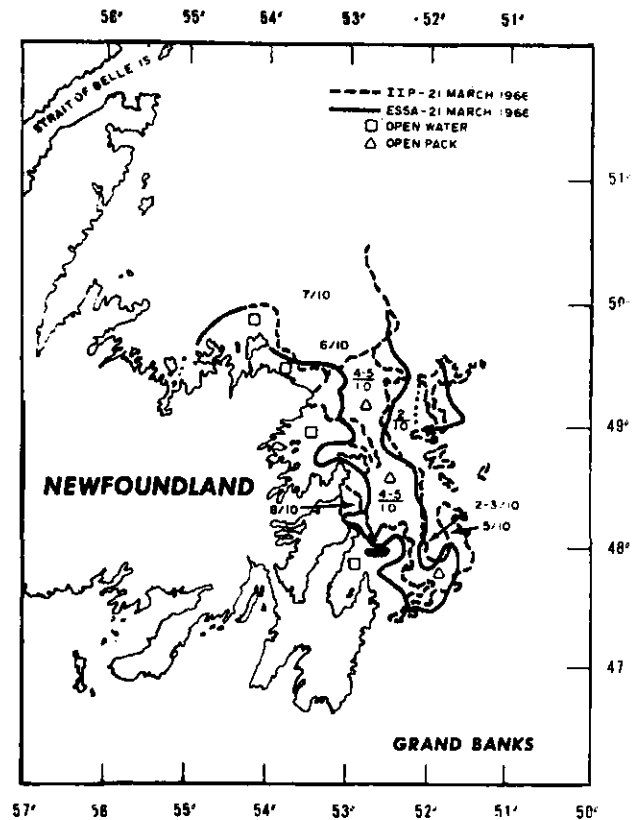 56° 55° 54° 53° 52° 51°
STRAIT OF BELLE IS
IIP-21 MARCH 1966
ESSA-21 MARCH 1966
OPEN WATER
OPEN PACK
51°
7/10
50°
6/10
4-5
10
2
10
49°
NEWFOUNDLAND
8/10
4-5
10
2-3/10
5/10
48°
47°
GRAND BANKS
57° 56 55° 54° 53° 52° 51° 50°